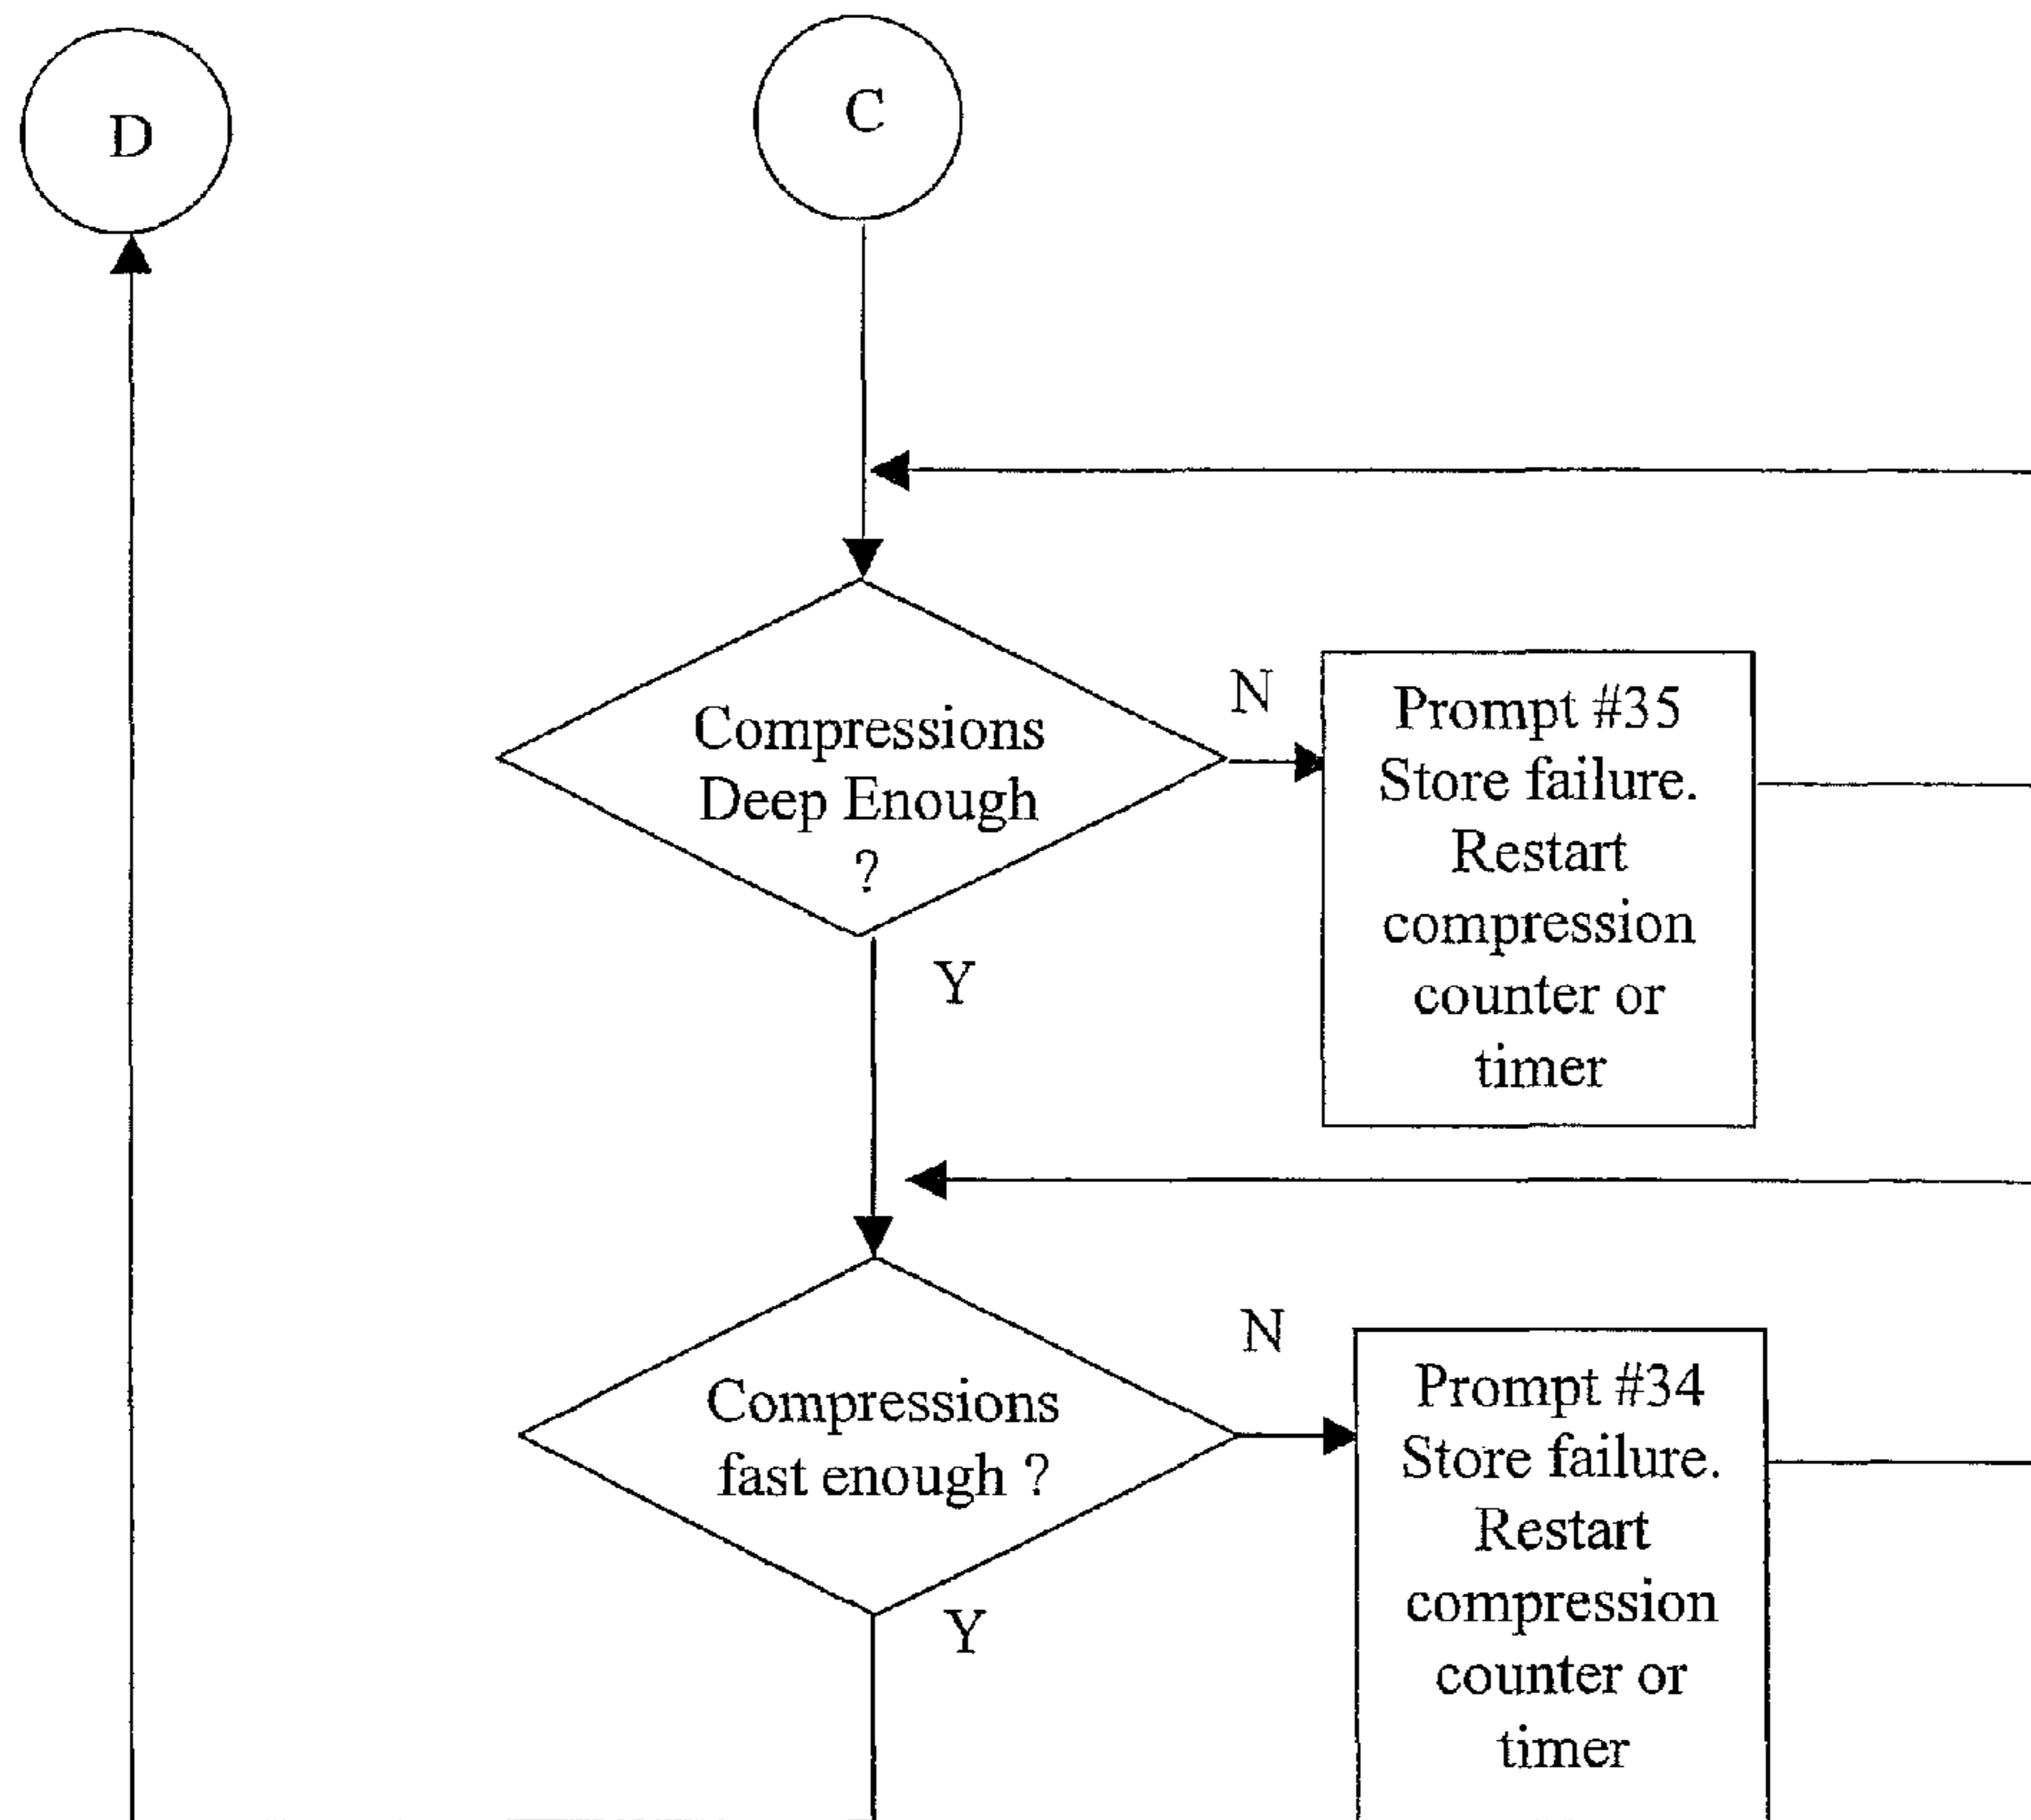 D
C
Compressions
Deep Enough
?
N
Prompt #35
Store failure.
Restart
compression
counter or
timer
Y
Compressions
fast enough ?
N
Prompt #34
Store failure.
Restart
compression
counter or
timer
Y